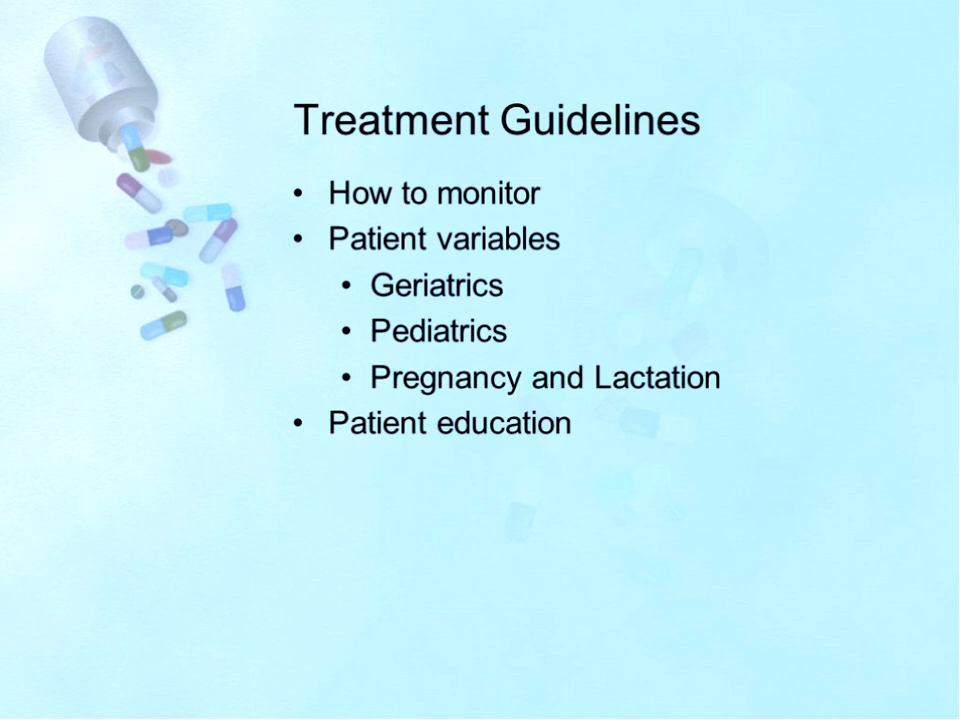 Treatment Guidelines
• How to monitor
• Patient variables
• Geriatrics
• Pediatrics
• Pregnancy and Lactation
• Patient education